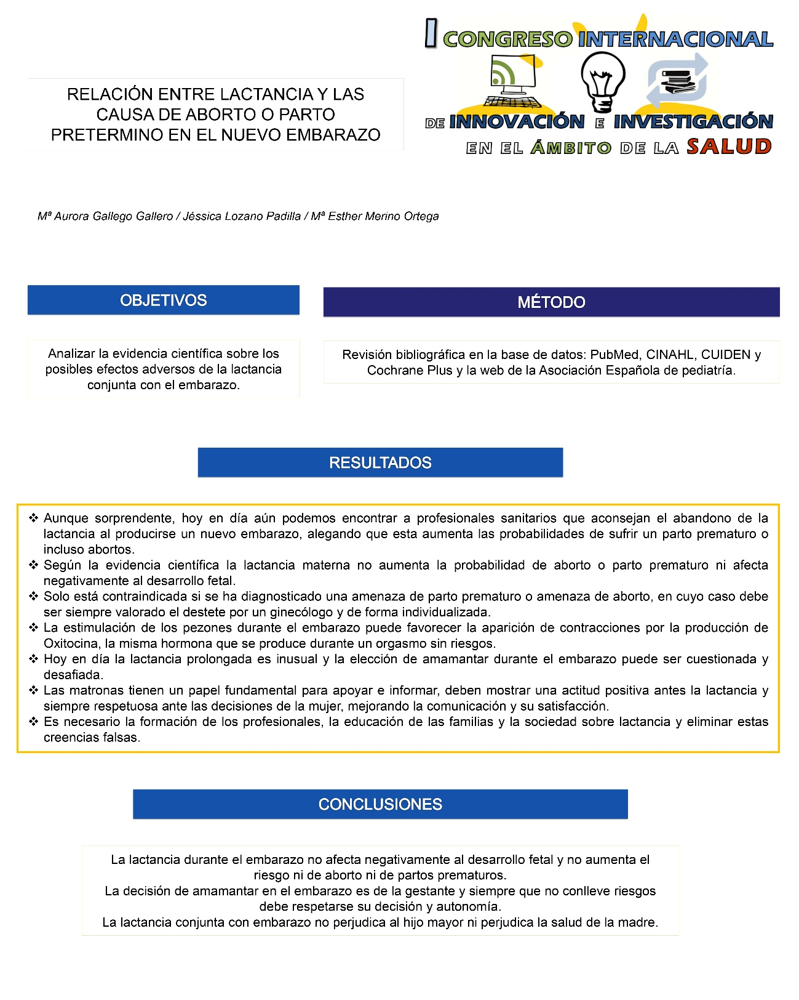 I CONGRESO INTERNACIONAL
DE INNOVACIÓN E INVESTIGACIÓN
EN EL ÁMBITO DE LA SALUD
RELACIÓN ENTRE LACTANCIA Y LAS
CAUSA DE ABORTO O PARTO
PRETERMINO EN EL NUEVO EMBARAZO
Mª Aurora Gallego Gallero / Jéssica Lozano Padilla / Mª Esther Merino Ortega
OBJETIVOS
Analizar la evidencia científica sobre los
posibles efectos adversos de la lactancia
conjunta con el embarazo.
MÉTODO
Revisión bibliográfica en la base de datos: PubMed, CINAHL, CUIDEN y
Cochrane Plus y la web de la Asociación Española de pediatría.
RESULTADOS
❖ Aunque sorprendente, hoy en día aún podemos encontrar a profesionales sanitarios que aconsejan el abandono de la
lactancia al producirse un nuevo embarazo, alegando que esta aumenta las probabilidades de sufrir un parto prematuro o
incluso abortos.
❖ Según la evidencia científica la lactancia materna no aumenta la probabilidad de aborto o parto prematuro ni afecta
negativamente al desarrollo fetal.
❖ Solo está contraindicada si se ha diagnosticado una amenaza de parto prematuro o amenaza de aborto, en cuyo caso debe
ser siempre valorado el destete por un ginecólogo y de forma individualizada.
❖ La estimulación de los pezones durante el embarazo puede favorecer la aparición de contracciones por la producción de
Oxitocina, la misma hormona que se produce durante un orgasmo sin riesgos.
❖ Hoy en día la lactancia prolongada es inusual y la elección de amamantar durante el embarazo puede ser cuestionada y
desafiada.
❖ Las matronas tienen un papel fundamental para apoyar e informar, deben mostrar una actitud positiva antes la lactancia y
siempre respetuosa ante las decisiones de la mujer, mejorando la comunicación y su satisfacción.
❖ Es necesario la formación de los profesionales, la educación de las familias y la sociedad sobre lactancia y eliminar estas
creencias falsas.
CONCLUSIONES
La lactancia durante el embarazo no afecta negativamente al desarrollo fetal y no aumenta el
riesgo ni de aborto ni de partos prematuros.
La decisión de amamantar en el embarazo es de la gestante y siempre que no conlleve riesgos
debe respetarse su decisión y autonomía.
La lactancia conjunta con embarazo no perjudica al hijo mayor ni perjudica la salud de la madre.